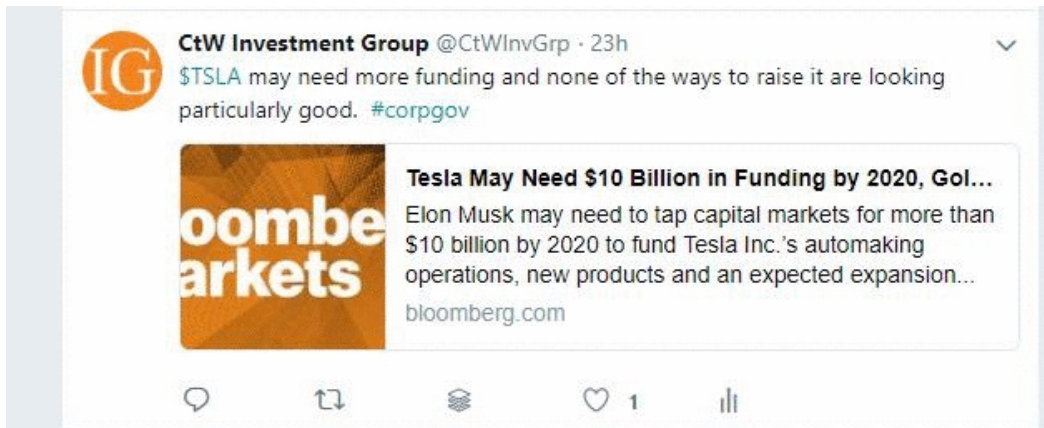 IG
CtW Investment Group @CtWInvGrp · 23h
$TSLA may need more funding and none of the ways to raise it are looking
particularly good. #corpgov
oombe
arkets
Tesla May Need $10 Billion in Funding by 2020, Gol...
Elon Musk may need to tap capital markets for more than
$10 billion by 2020 to fund Tesla Inc.'s automaking
operations, new products and an expected expansion...
bloomberg.com
1